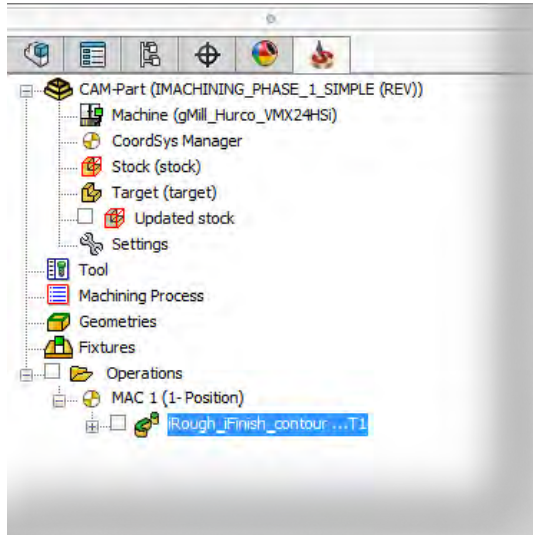 CAM-Part (IMACHINING_PHASE_1_SIMPLE (REV))
Machine (gMill_Hurco_VMX24HSi)
CoordSys Manager
Stock (stock)
Target (target)
Updated stock
Settings
Tool
Machining Process
Geometries
Fixtures
Operations
MAC 1 (1- Position)
iRough_iFinish_contour ...T1